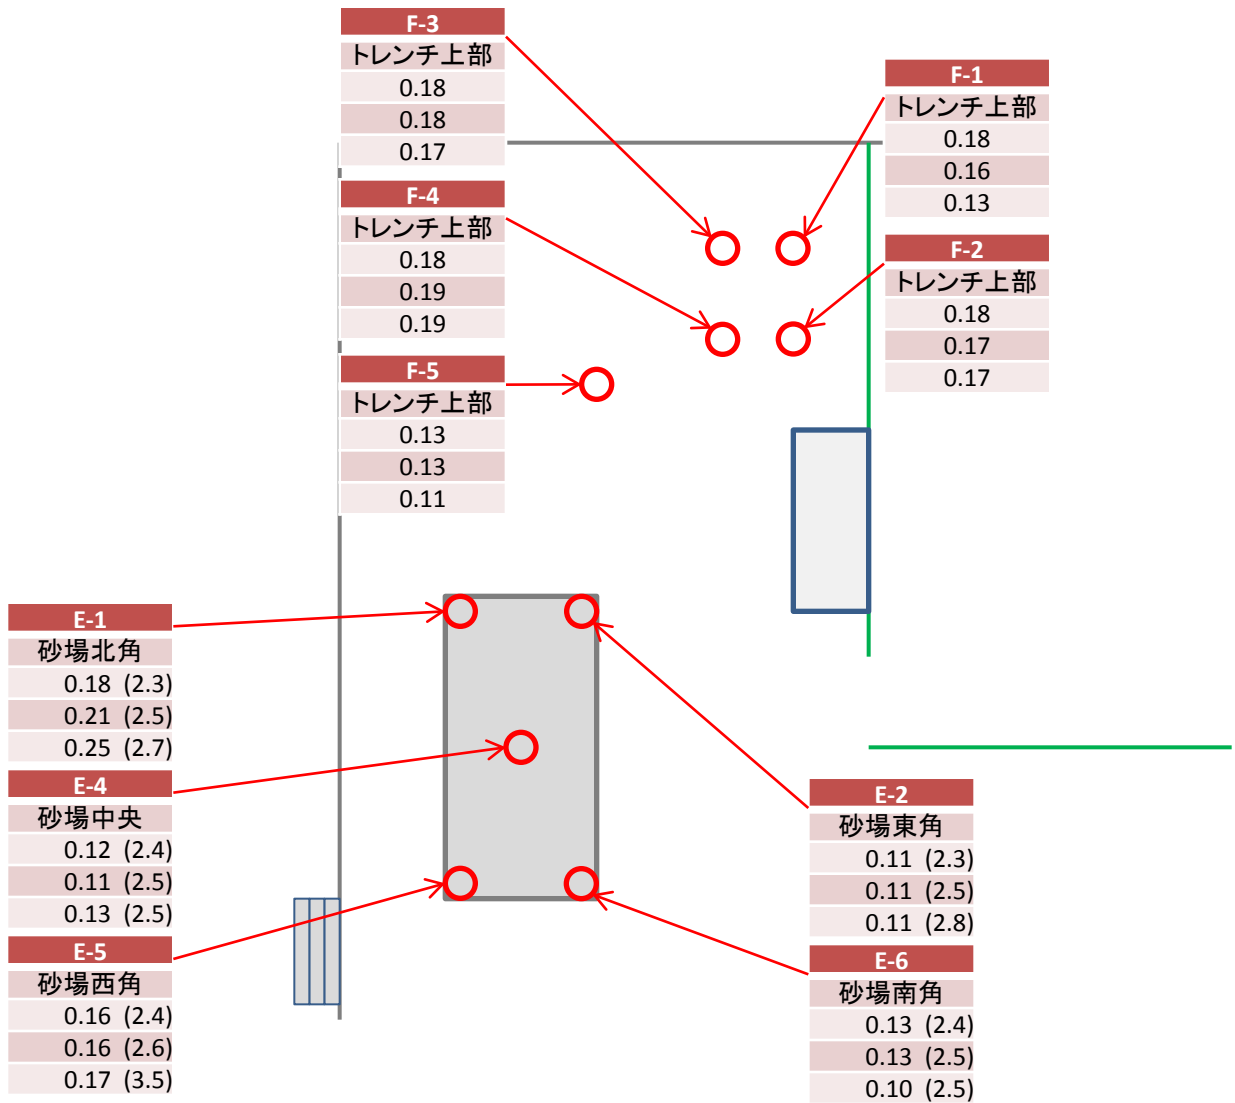 F-3
トレンチ上部
0.18
0.18
0.17
F-1
トレンチ上部
0.18
0.16
0.13
F-4
トレンチ上部
0.18
0.19
0.19
F-2
トレンチ上部
0.18
0.17
0.17
F-5
トレンチ上部
0.13
0.13
0.11
E-1
砂場北角
0.18 (2.3)
0.21 (2.5)
0.25 (2.7)
E-4
砂場中央
0.12 (2.4)
0.11 (2.5)
0.13 (2.5)
E-5
砂場西角
0.16 (2.4)
0.16 (2.6)
0.17 (3.5)
E-2
砂場東角
0.11 (2.3)
0.11 (2.5)
0.11 (2.8)
E-6
砂場南角
0.13 (2.4)
0.13 (2.5)
0.10 (2.5)